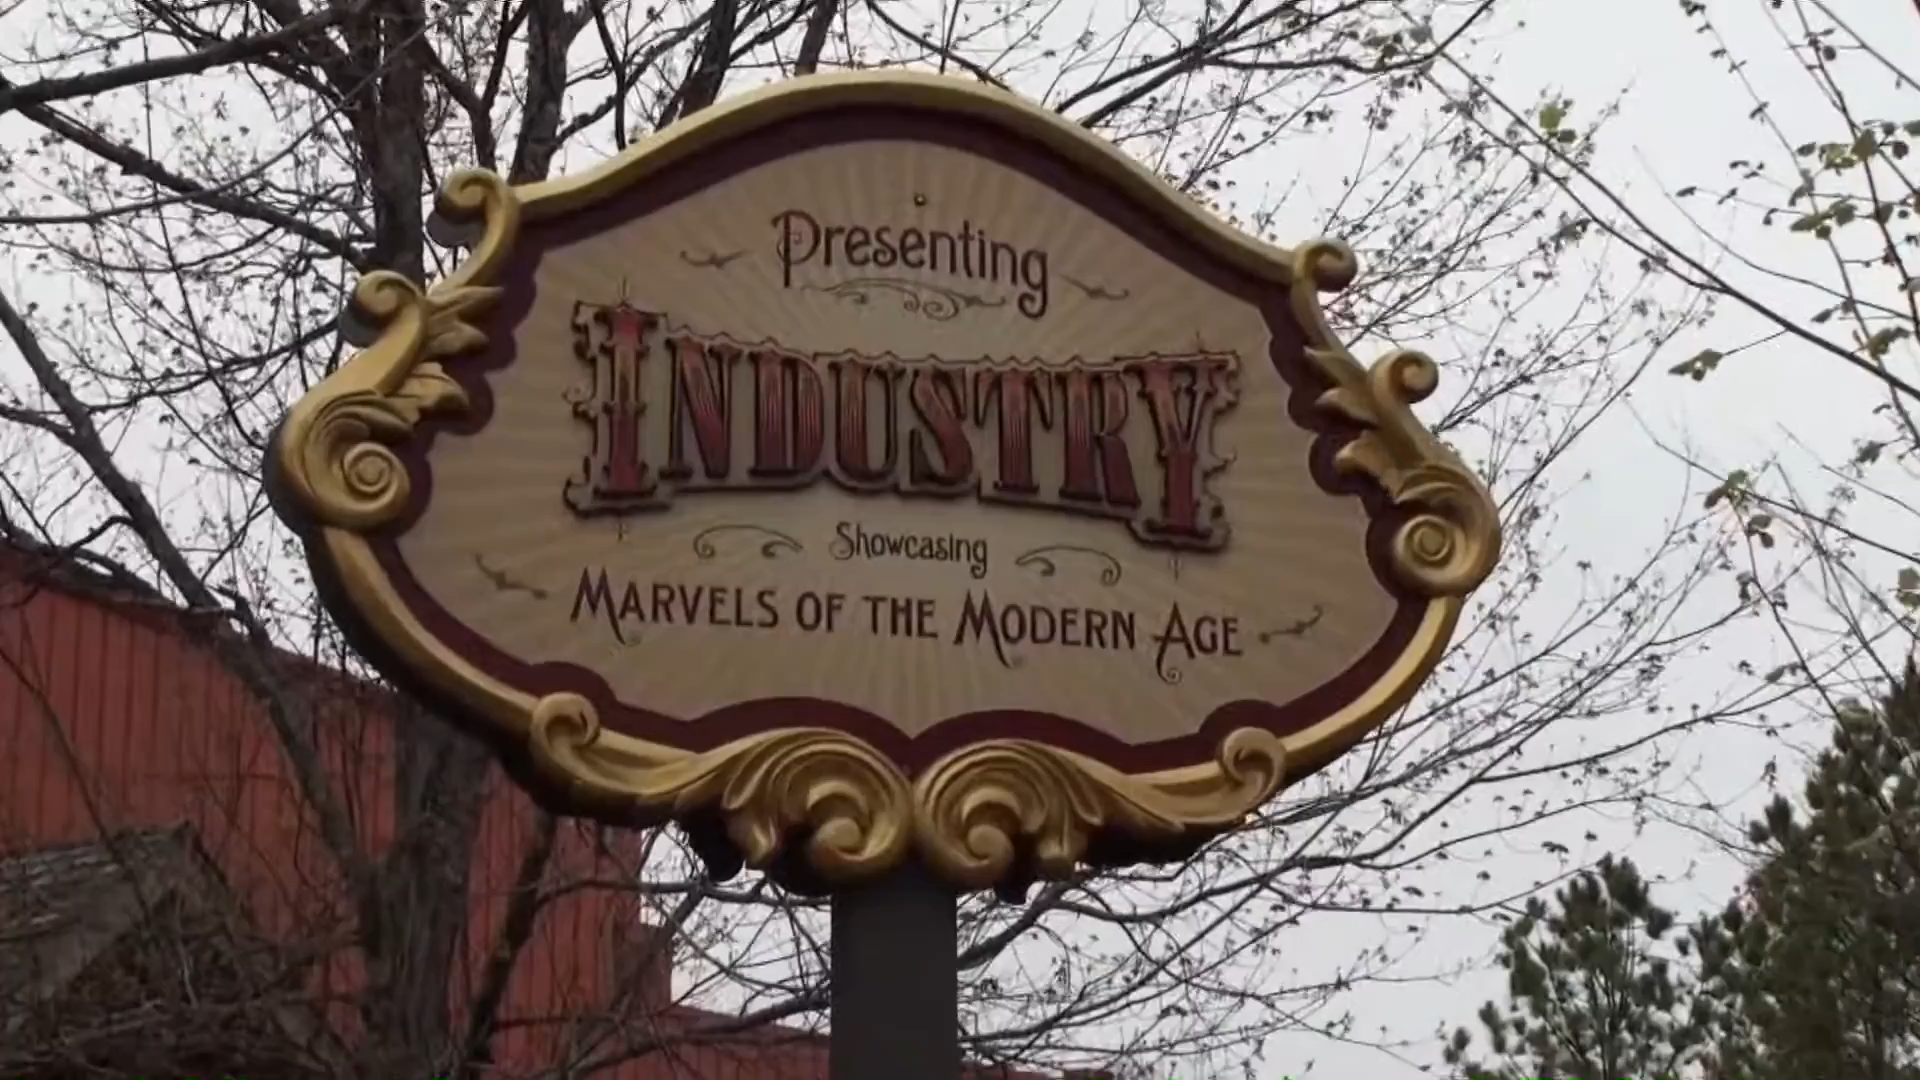 Presenting
INDUSTRY
Showcasing
MARVELS OF THE MODERN AGE